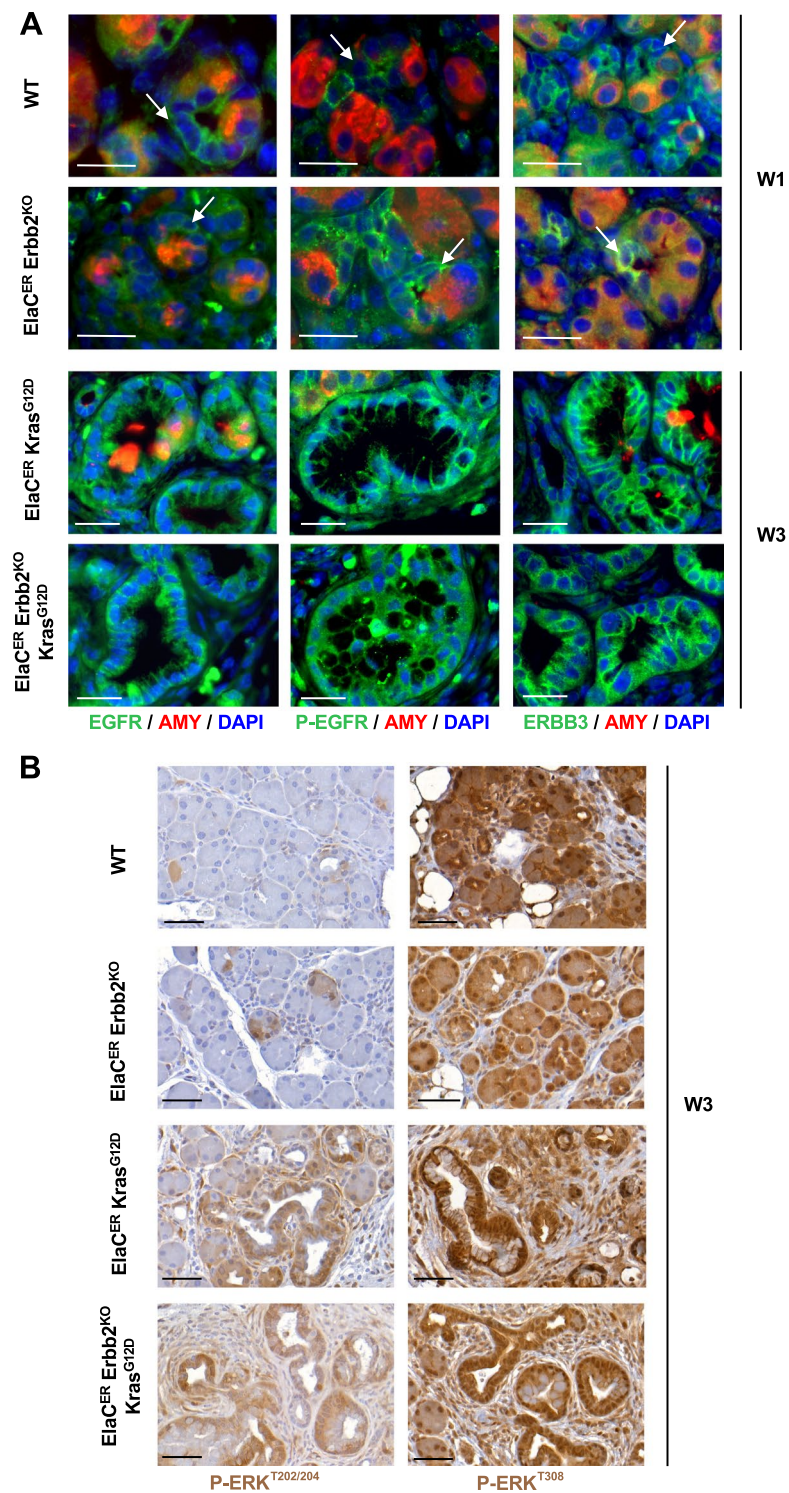 A
WT
ElaC^ER Erbb2^KO
W1
ElaC^ER Kras^G12D
ElaC^ER Erbb2^KO
Kras^G12D
W3
EGFR / AMY / DAPI
P-EGFR / AMY / DAPI
ERBB3 / AMY / DAPI
B
WT
ElaC^ER Erbb2^KO
ElaC^ER Kras^G12D
ElaC^ER Erbb2^KO
Kras^G12D
W3
P-ERK^T202/204
P-ERK^T308